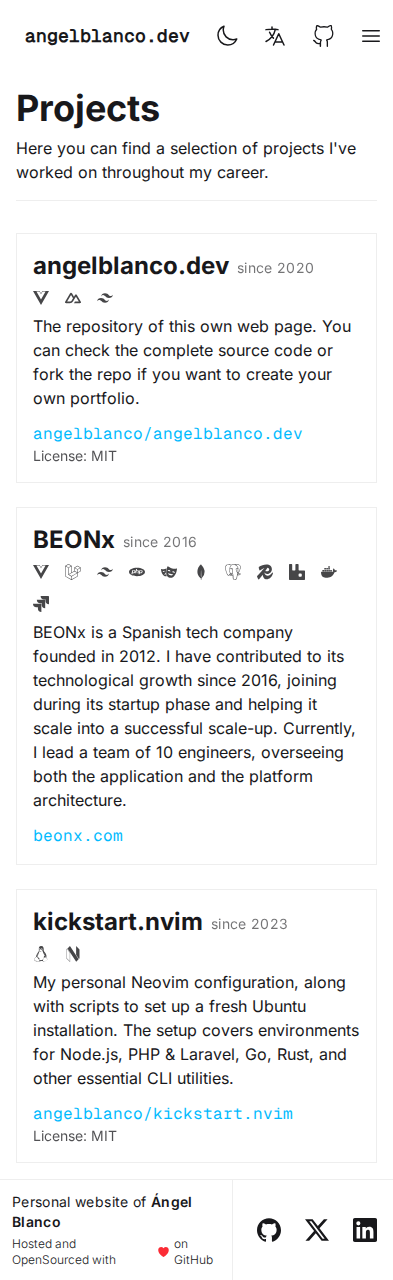 angelblanco.dev
Projects
Here you can find a selection of projects I've
worked on throughout my career.
angelblanco.dev since 2020
The repository of this own web page. You
can check the complete source code or
fork the repo if you want to create your
own portfolio.
angelblanco/angelblanco.dev
License: MIT
BEONx since 2016
php
BEONx is a Spanish tech company
founded in 2012. I have contributed to its
technological growth since 2016, joining
during its startup phase and helping it
scale into a successful scale-up. Currently,
I lead a team of 10 engineers, overseeing
both the application and the platform
architecture.
beonx.com
kickstart.nvim since 2023
My personal Neovim configuration, along
with scripts to set up a fresh Ubuntu
installation. The setup covers environments
for Node.js, PHP & Laravel, Go, Rust, and
other essential CLI utilities.
angelblanco/kickstart.nvim
License: MIT
Personal website of Ángel
Blanco
Hosted and
OpenSourced with
on
GitHub